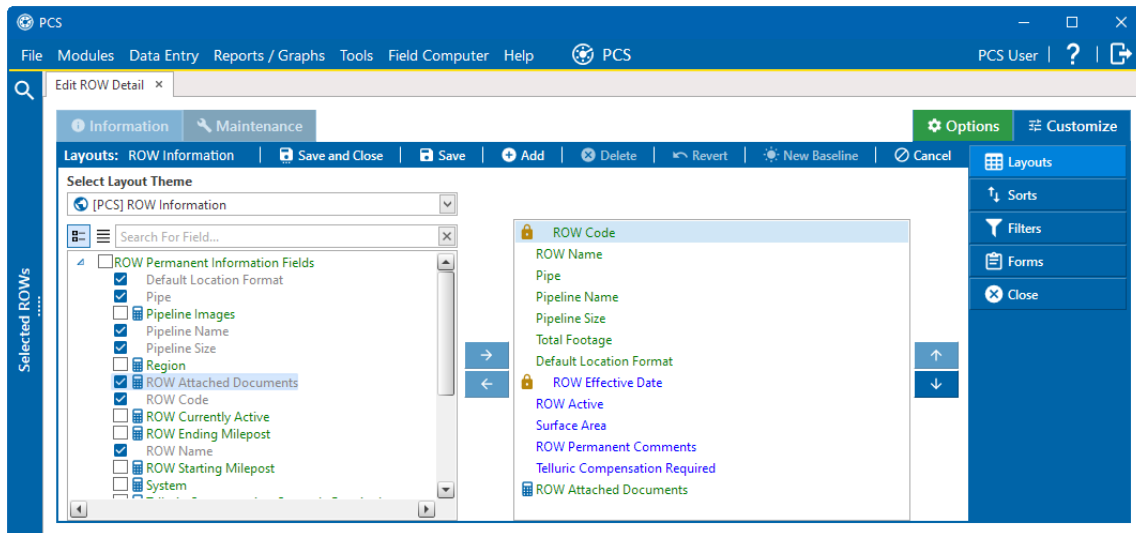 PCS
File Modules Data Entry Reports / Graphs Tools Field Computer Help PCS PCS User | ? |
Edit ROW Detail ×
Selected ROWs
Information Maintenance Options Customize
Layouts: ROW Information | Save and Close | Save | Add | Delete | Revert | New Baseline | Cancel
Select Layout Theme
[PCS] ROW Information
Search For Field...
ROW Permanent Information Fields
Default Location Format
Pipe
Pipeline Images
Pipeline Name
Pipeline Size
Region
ROW Attached Documents
ROW Code
ROW Currently Active
ROW Ending Milepost
ROW Name
ROW Starting Milepost
System
ROW Code
ROW Name
Pipe
Pipeline Name
Pipeline Size
Total Footage
Default Location Format
ROW Effective Date
ROW Active
Surface Area
ROW Permanent Comments
Telluric Compensation Required
ROW Attached Documents
Layouts
Sorts
Filters
Forms
Close